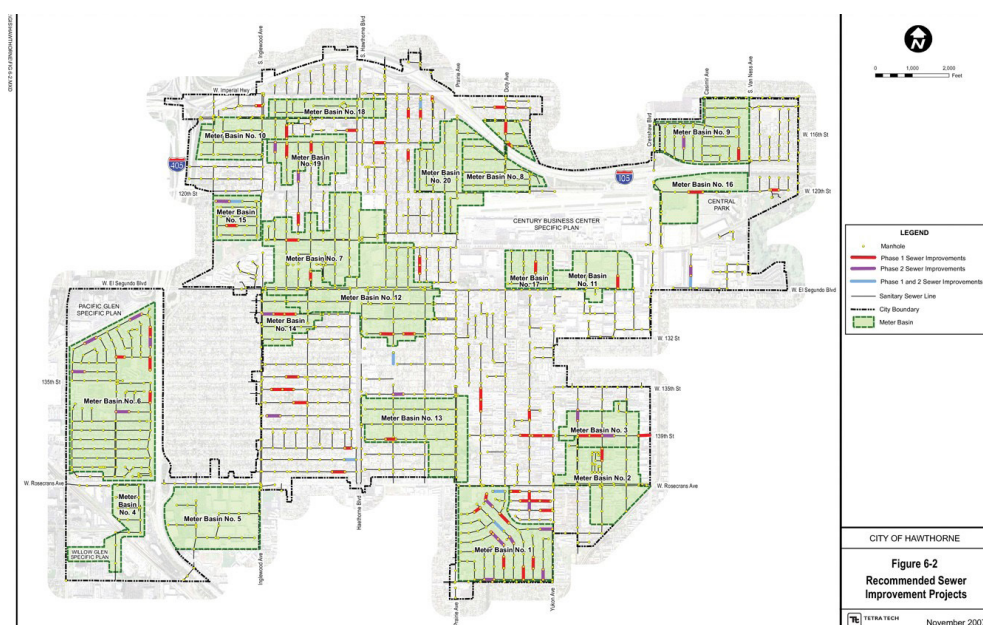 S. Inglewood Ave
S. Hawthorne Blvd
Prairie Ave
Doty Ave
Crenshaw Blvd
Casimir Ave
S. Van Ness Ave
W. Imperial Hwy
W. 116th St
W. 120th St
120th St
405
105
Meter Basin No. 18
Meter Basin No. 10
Meter Basin
No. 19
Meter Basin
No. 20
Meter Basin
No. 8
Meter Basin No. 9
Meter Basin No. 16
CENTRAL
PARK
CENTURY BUSINESS CENTER
SPECIFIC PLAN
Meter Basin
No. 15
Meter Basin No. 7
Meter Basin
No. 17
Meter Basin
No. 11
W. El Segundo Blvd
W. El Segundo Blvd
PACIFIC GLEN
SPECIFIC PLAN
Meter Basin No. 12
Meter Basin
No. 14
W. 132 St
135th St
W. 135th St
Meter Basin No. 6
Meter Basin No. 13
Meter Basin No. 3
139th St
Meter Basin
No. 2
W. Rosecrans Ave
W. Rosecrans Ave
Meter
Basin
No. 4
Meter Basin No. 5
WILLOW GLEN
SPECIFIC PLAN
Meter Basin No. 1
Inglewood Ave
Hawthorne Blvd
Prairie Ave
Yukon Ave
N
0 1,000 2,000
Feet
LEGEND
Manhole
Phase 1 Sewer Improvements
Phase 2 Sewer Improvements
Phase 1 and 2 Sewer Improvements
Sanitary Sewer Line
City Boundary
Meter Basin
CITY OF HAWTHORNE
Figure 6-2
Recommended Sewer
Improvement Projects
TETRA TECH
November 2007